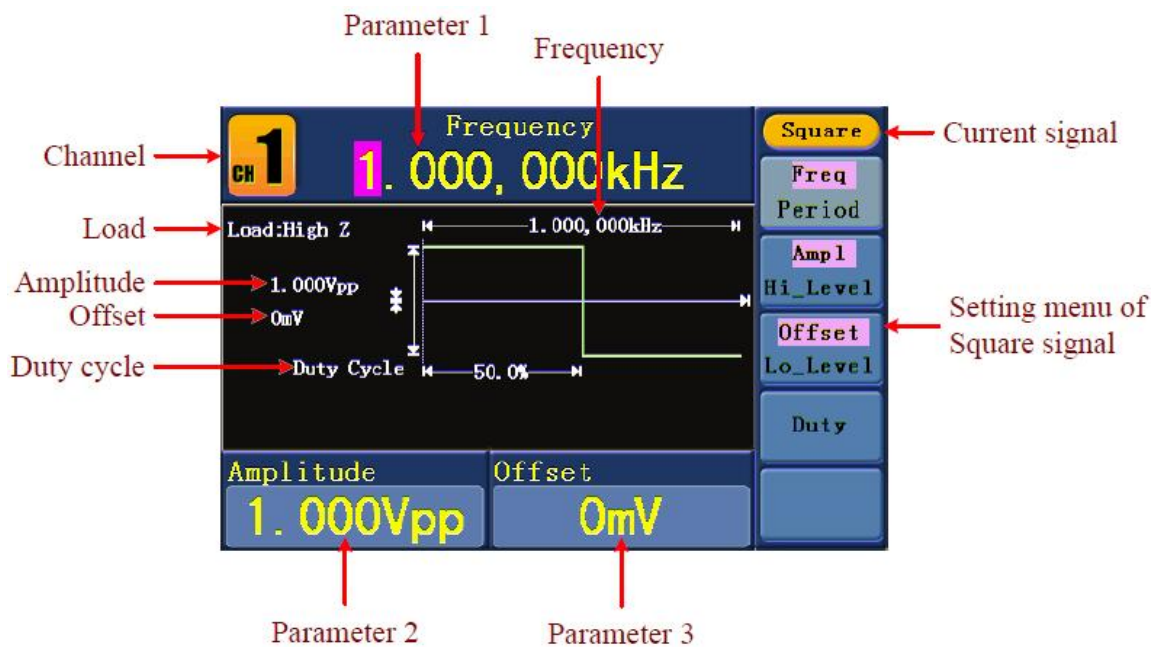 Parameter 1
Frequency
Channel
CH 1
Frequency
1.000,000kHz
Square
Current signal
Freq
Period
Load
Load:High Z
1.000,000kHz
Ampl
Hi_Level
Amplitude
1.000Vpp
Offset
0mV
Setting menu of
Square signal
Offset
Lo_Level
Duty cycle
Duty Cycle
50.0%
Duty
Amplitude
Offset
1.000Vpp
0mV
Parameter 2
Parameter 3